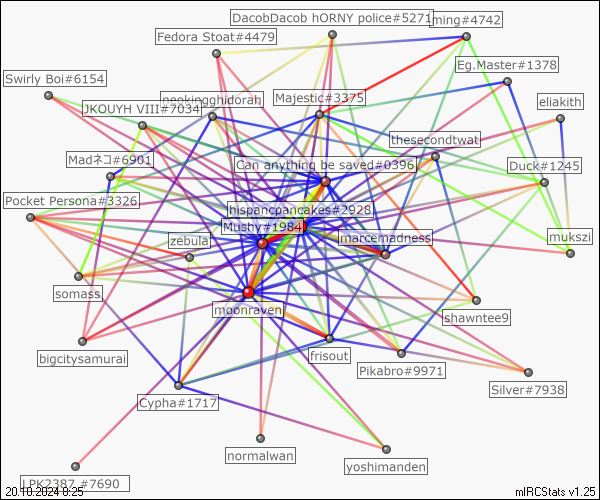 DacobDacob hORNY police#5271
ming#4742
Fedora Stoat#4479
Eg.Master#1378
Swirly Boi#6154
neokingghidorah
Majestic#3375
eliakith
JKOUYH VIII#7034
thesecondtwat
Madネコ#6901
Can anything be saved#0396
Duck#1245
Pocket Persona#3326
hispancpancakes#2928
Mushy#1984
zebula
marcemadness
mukszi
somass
moonraven
shawntee9
bigcitysamurai
frisout
Pikabro#9971
Silver#7938
Cypha#1717
normalwan
yoshimanden
LPK2387 #7690
20.10.2024 0:25
mIRCStats v1.25